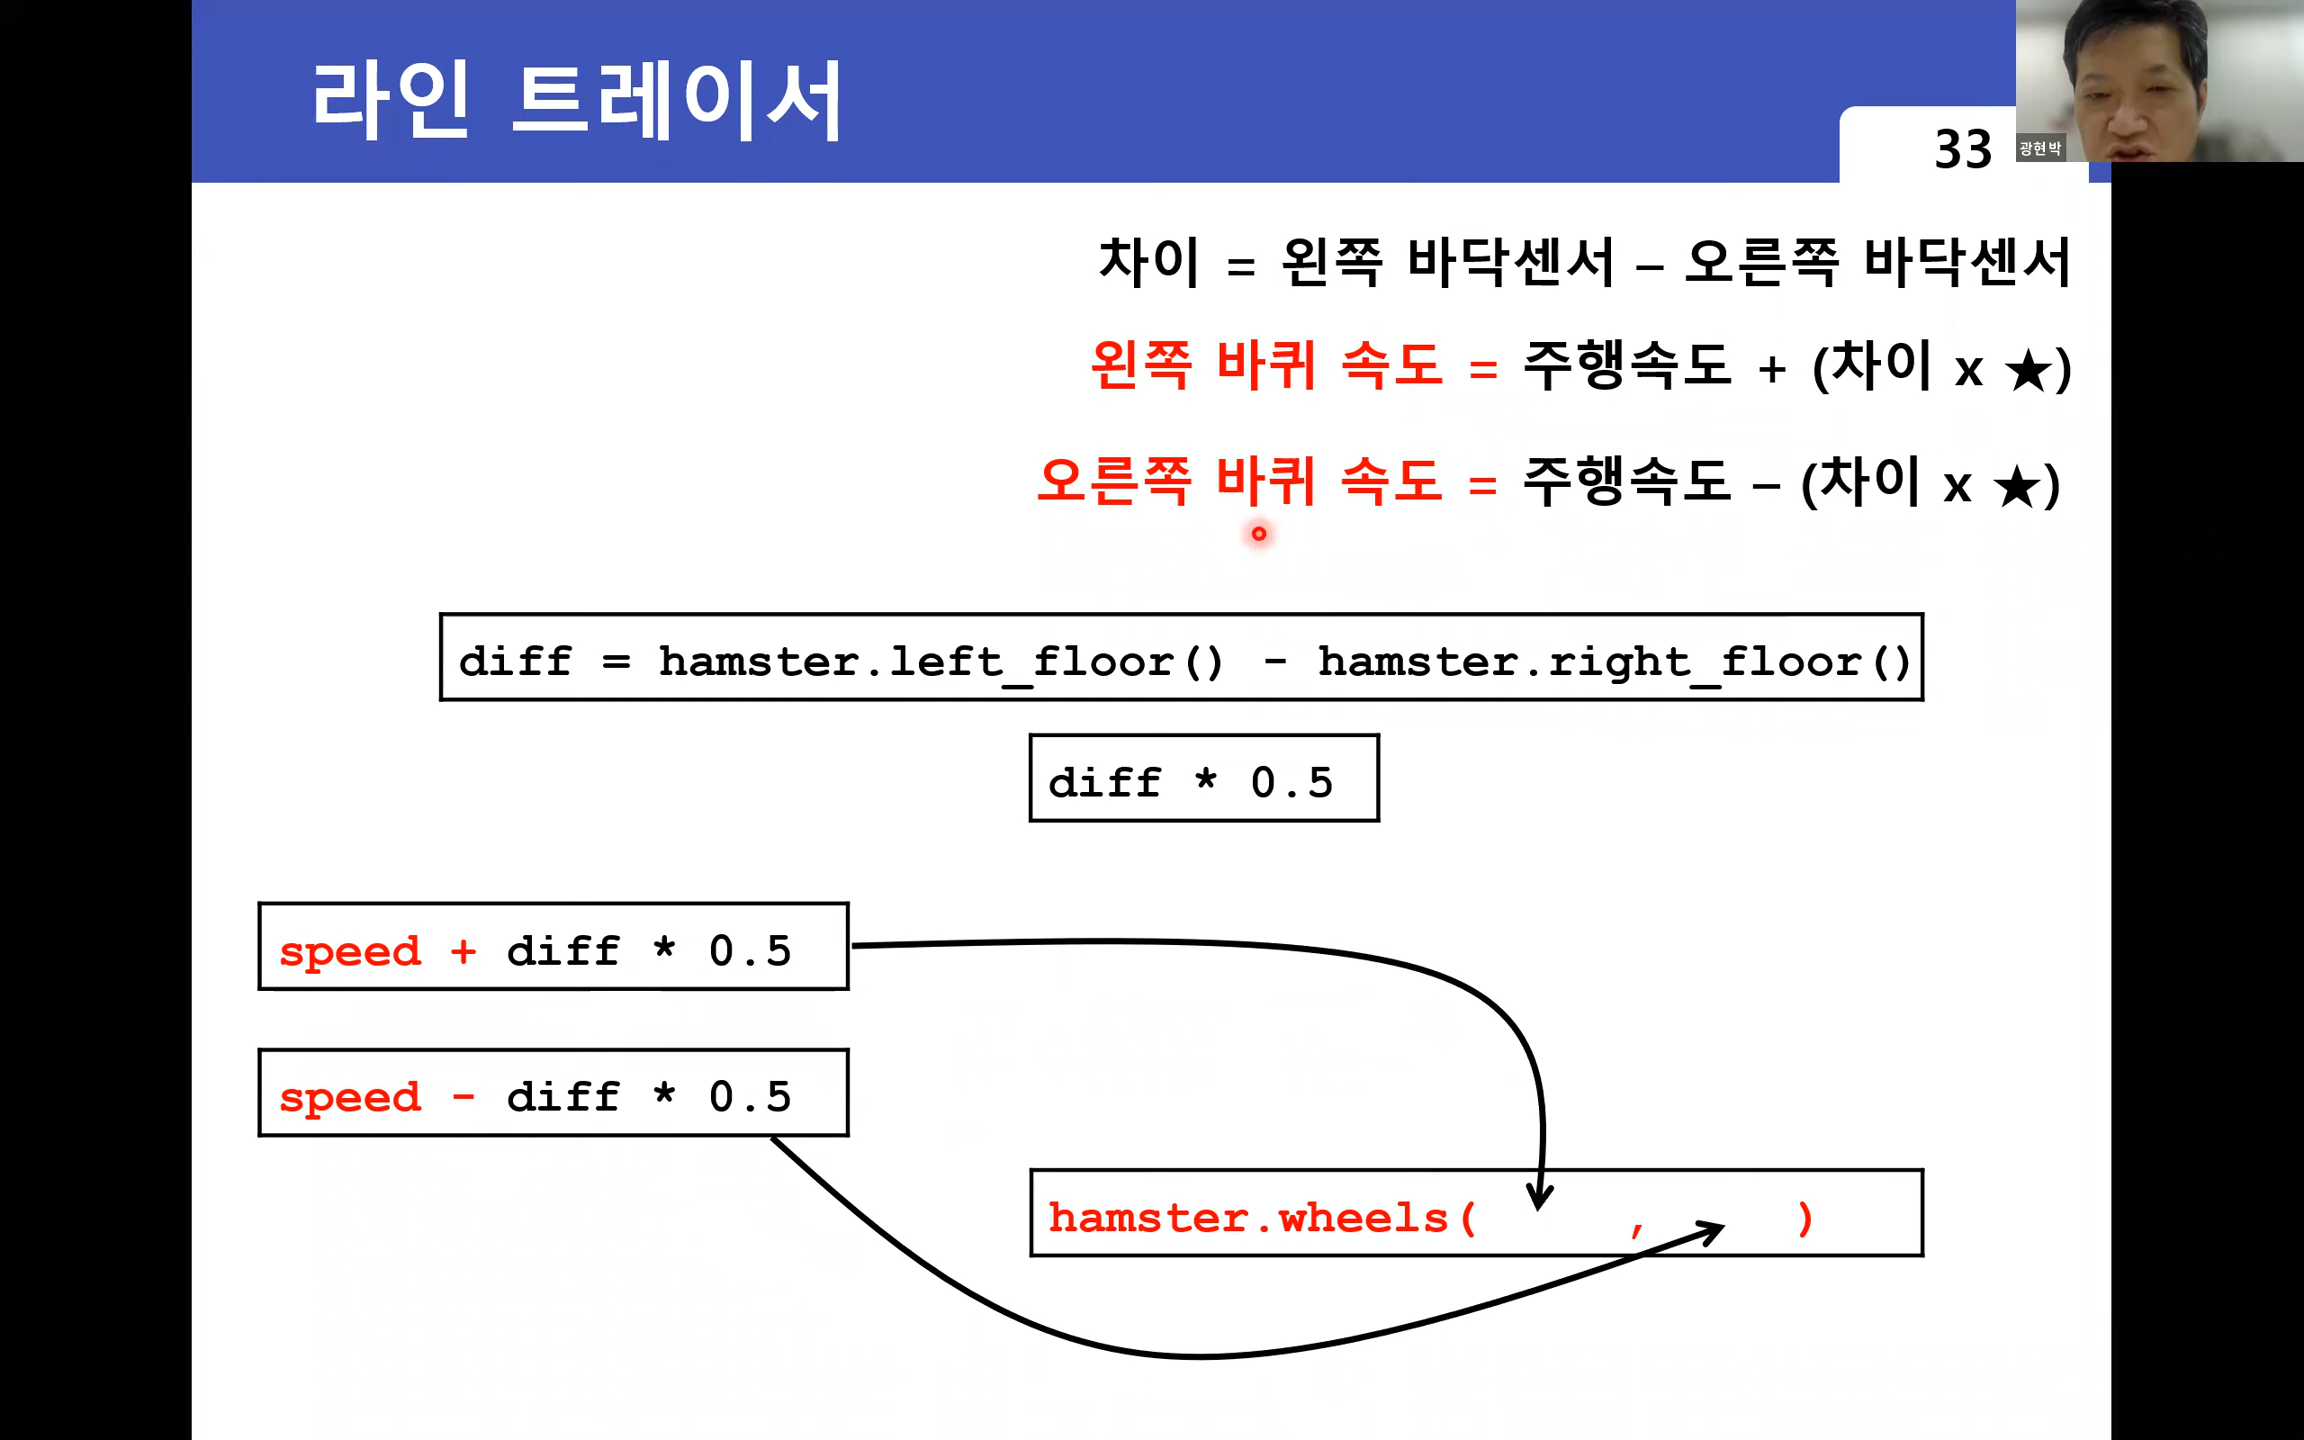 라인 트레이서
33
광현박
차이 = 왼쪽 바닥센서 – 오른쪽 바닥센서
왼쪽 바퀴 속도 = 주행속도 + (차이 x ★)
오른쪽 바퀴 속도 = 주행속도 – (차이 x ★)
diff = hamster.left_floor() - hamster.right_floor()
diff * 0.5
speed + diff * 0.5
speed - diff * 0.5
hamster.wheels( , )